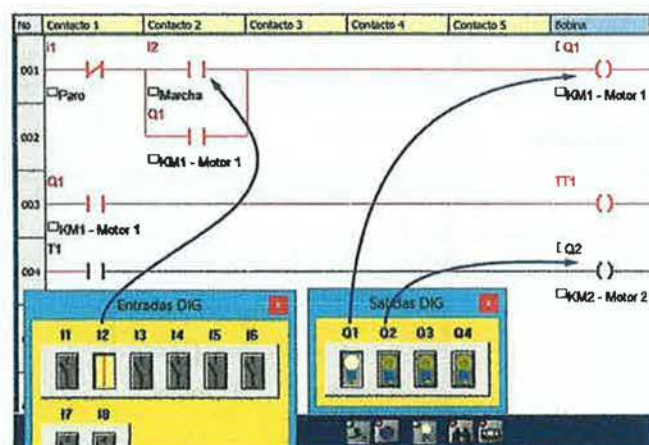 No Contacto 1 Contacto 2 Contacto 3 Contacto 4 Contacto 5 Bobina
I1 I2 [ Q1
001
Paro Marcha KM1 - Motor 1
Q1
002
KM1 - Motor 1
Q1 TT1
003
KM1 - Motor 1
T1 [ Q2
004
KM2 - Motor 2
Entradas DIG x Salidas DIG x
I1 I2 I3 I4 I5 I6 Q1 Q2 Q3 Q4
I7 I8